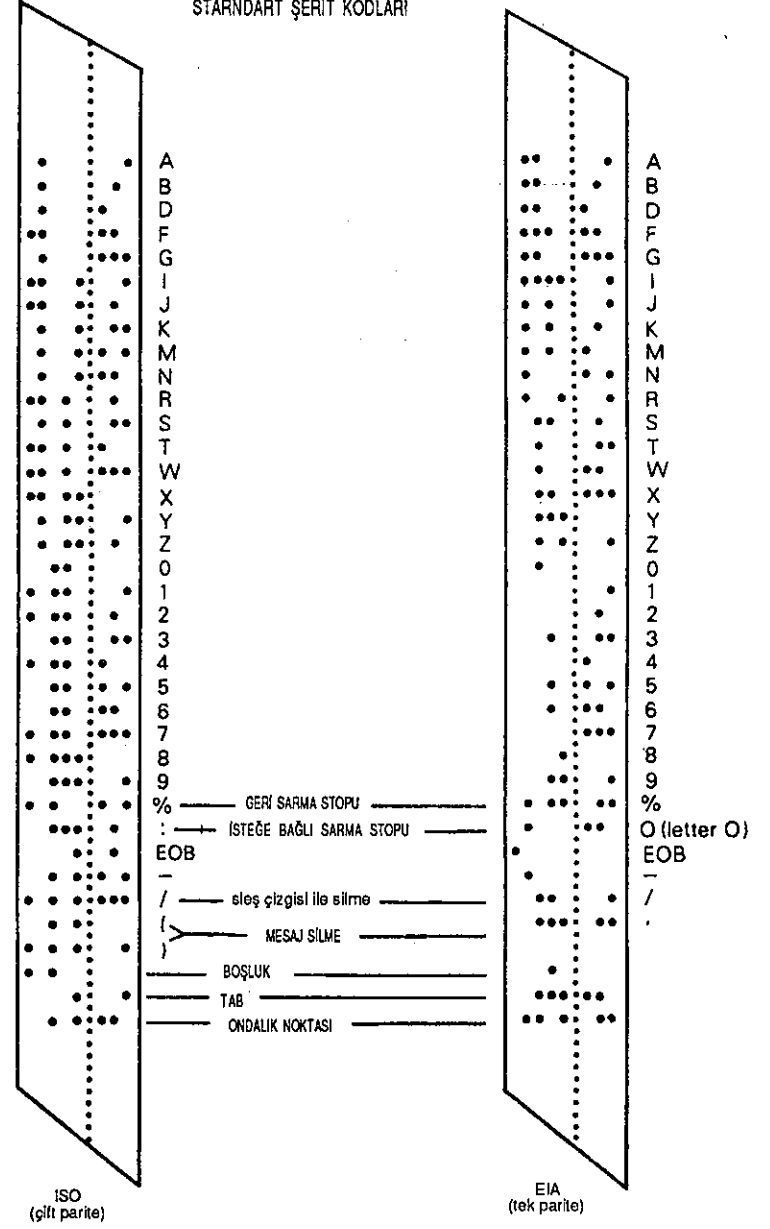 STARNDART ŞERİT KODLARI
A A
B B
D D
F F
G G
I I
J J
K K
M M
N N
R R
S S
T T
W W
X X
Y Y
Z Z
0 0
1 1
2 2
3 3
4 4
5 5
6 6
7 7
8 8
9 9
% GERİ SARMA STOPU %
: İSTEĞE BAĞLI SARMA STOPU O (letter O)
EOB EOB
– –
/ sleş çizgisi ile silme /
( MESAJ SİLME ,
)
BOŞLUK
TAB
ONDALIK NOKTASI
ISO EIA
(çift parite) (tek parite)